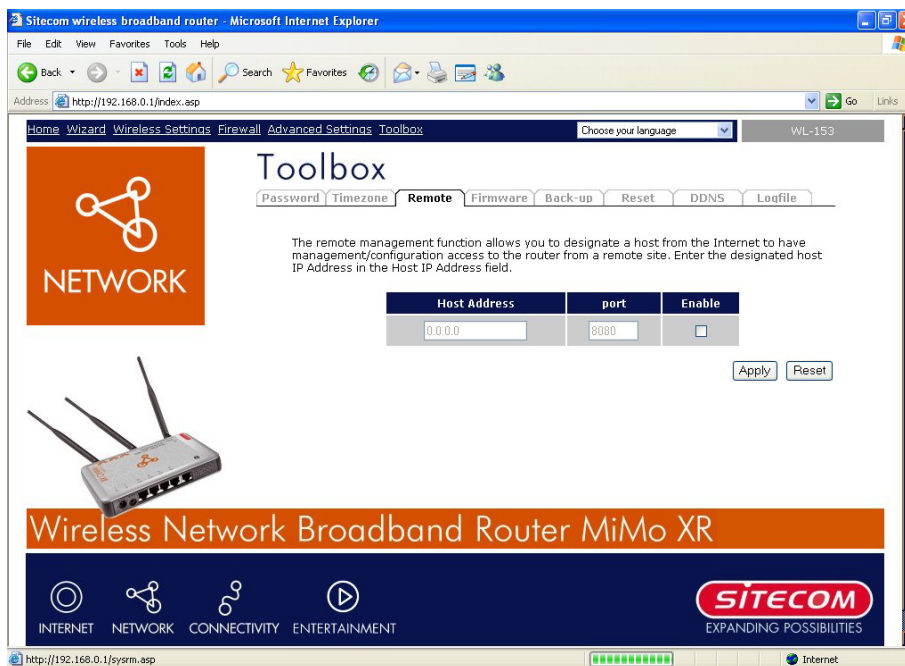 Sitecom wireless broadband router - Microsoft Internet Explorer
File Edit View Favorites Tools Help
Back Search Favorites
Address http://192.168.0.1/index.asp Go Links
Home Wizard Wireless Settings Firewall Advanced Settings Toolbox Choose your language WL-153
Toolbox
Password Timezone Remote Firmware Back-up Reset DDNS Logfile
NETWORK
The remote management function allows you to designate a host from the Internet to have
management/configuration access to the router from a remote site. Enter the designated host
IP Address in the Host IP Address field.
Host Address port Enable
0.0.0.0 8080
Apply Reset
Wireless Network Broadband Router MiMo XR
INTERNET NETWORK CONNECTIVITY ENTERTAINMENT
SITECOM
EXPANDING POSSIBILITIES
http://192.168.0.1/sysrm.asp Internet